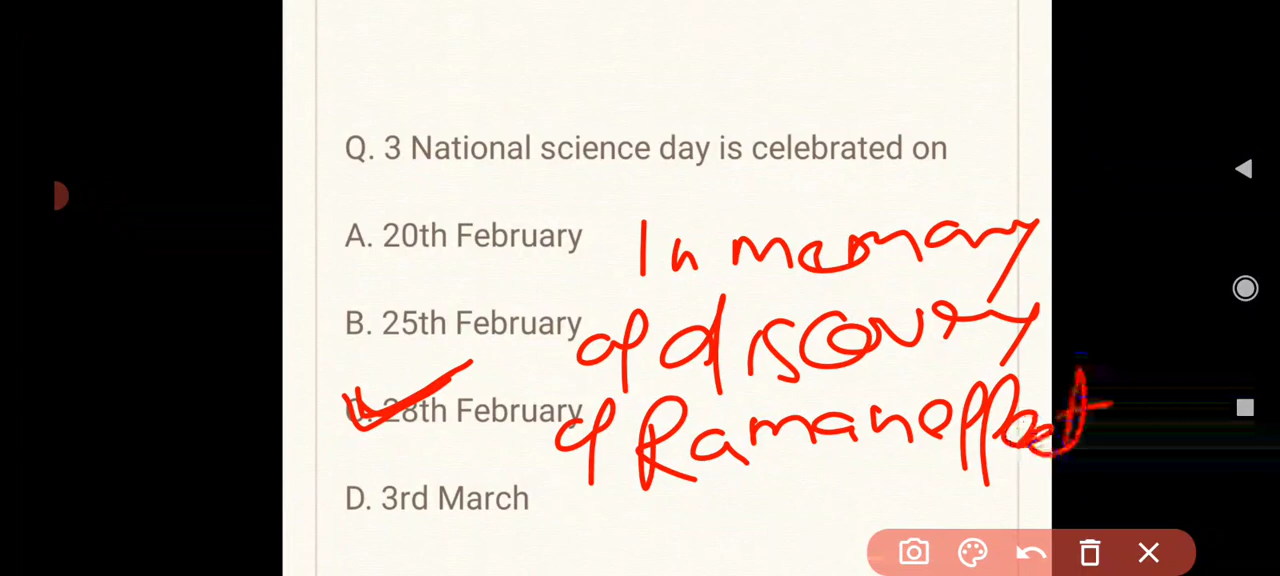 Q. 3 National science day is celebrated on
A. 20th February
In memory
B. 25th February
of discovery
C. 28th February
of Raman effect
D. 3rd March